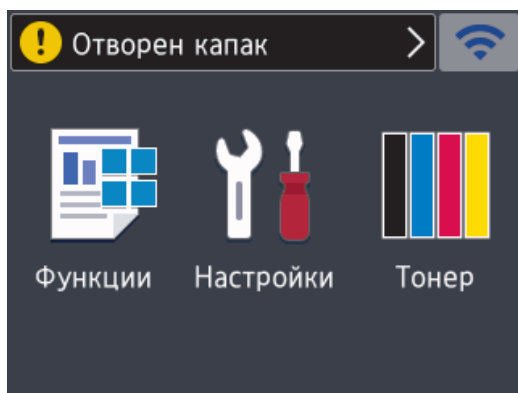 Отворен капак
Функции
Настройки
Тонер